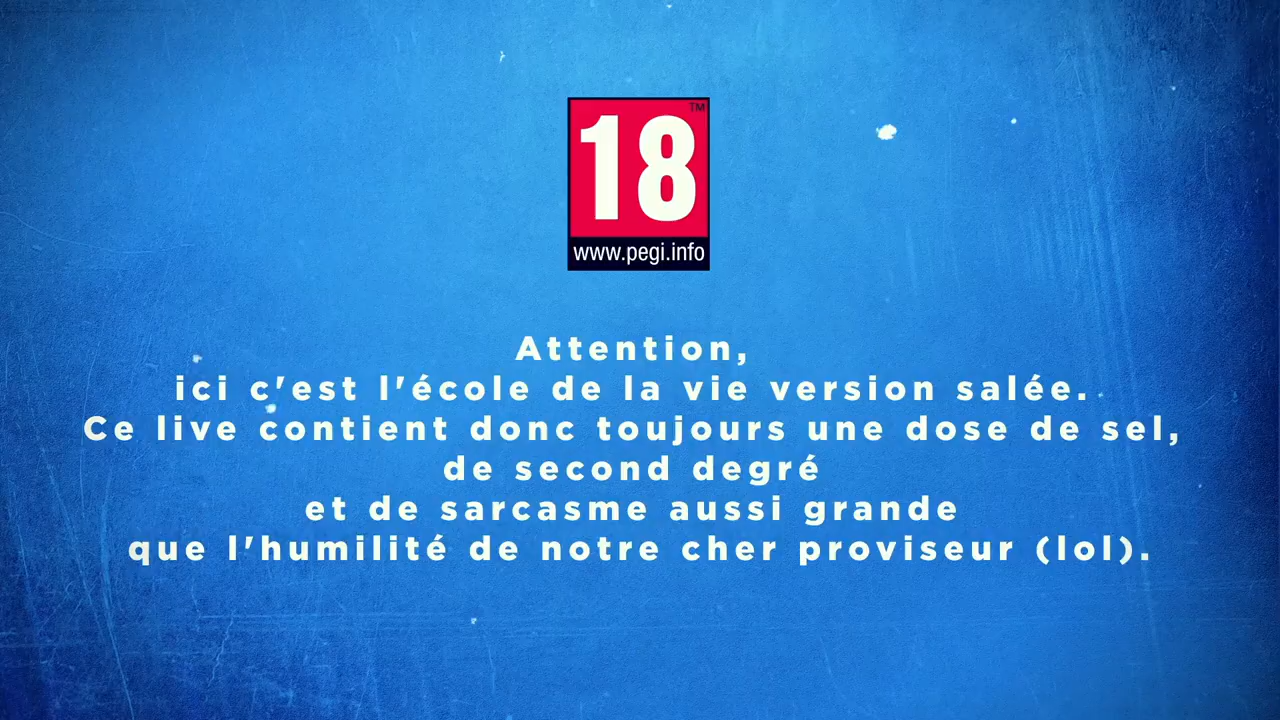 18
TM
www.pegi.info
Attention,
ici c'est l'école de la vie version salée.
Ce live contient donc toujours une dose de sel,
de second degré
et de sarcasme aussi grande
que l'humilité de notre cher proviseur (lol).